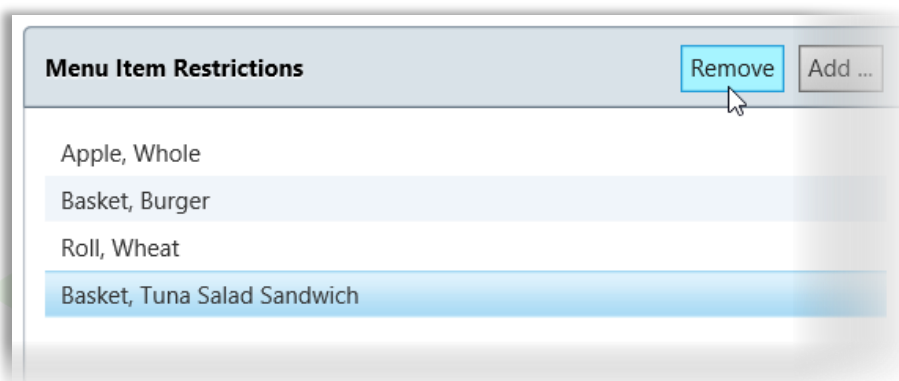 Menu Item Restrictions Remove Add ...
Apple, Whole
Basket, Burger
Roll, Wheat
Basket, Tuna Salad Sandwich